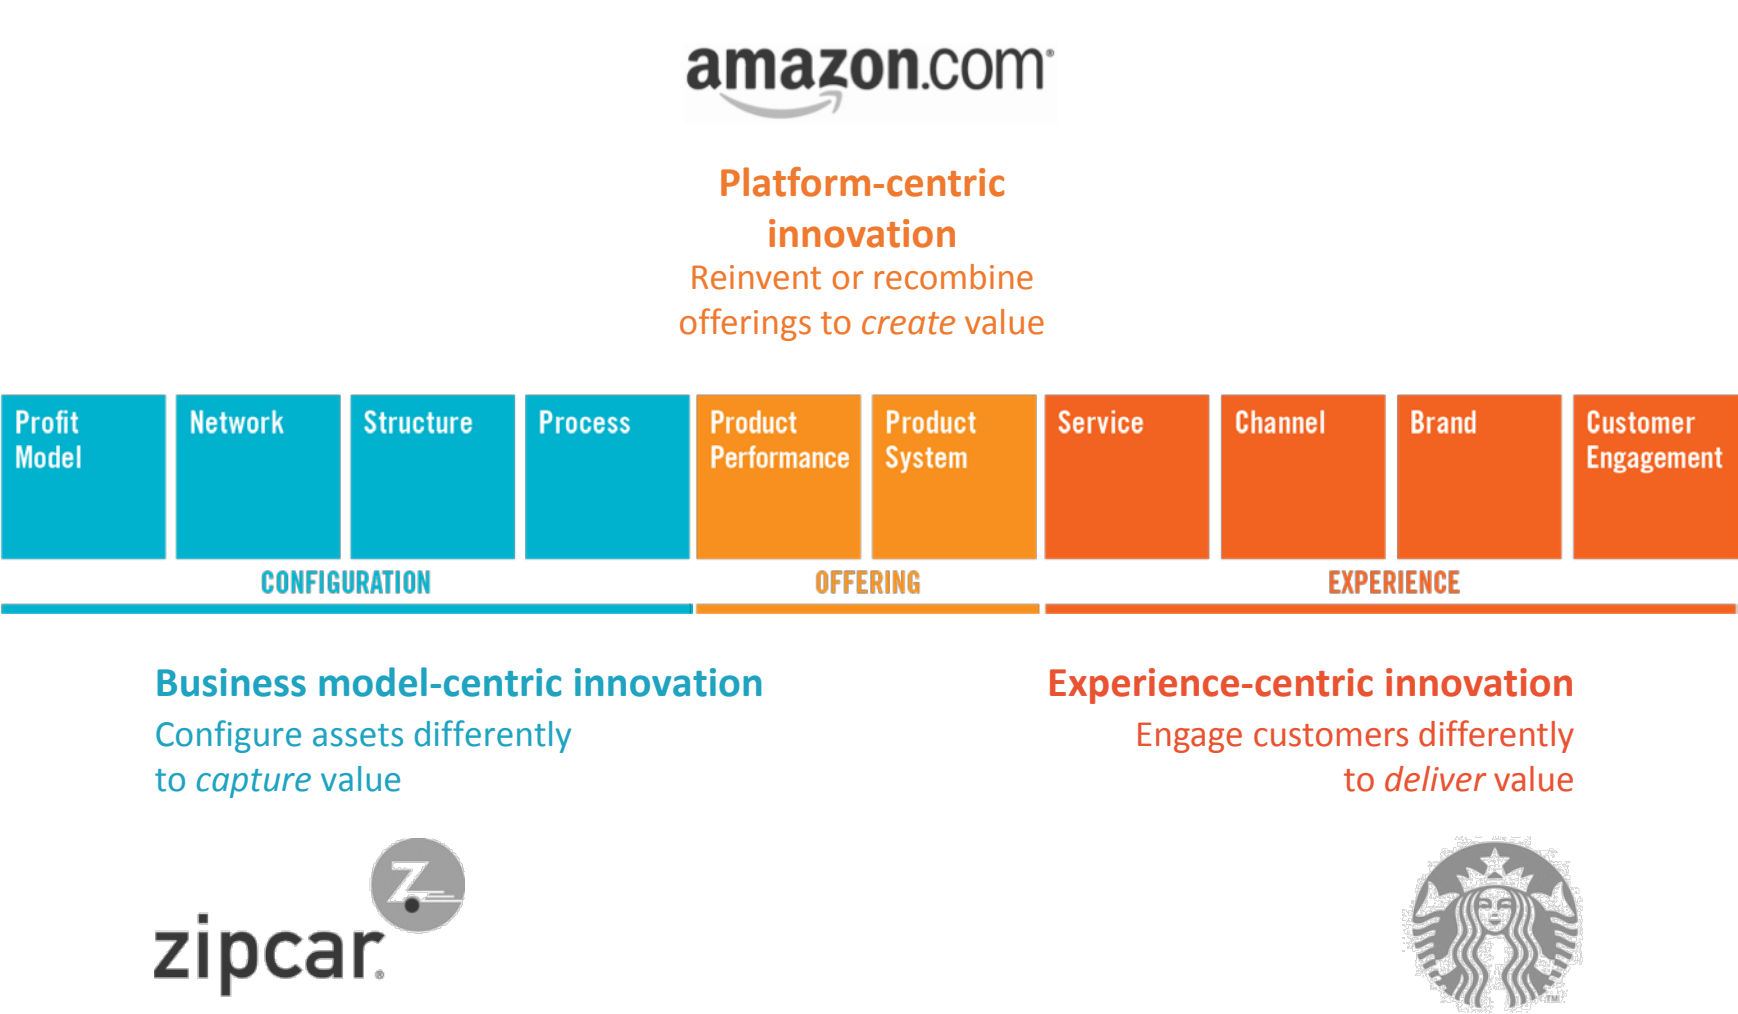 amazon.com®
Platform-centric
innovation
Reinvent or recombine
offerings to create value
Profit
Model
Network
Structure
Process
Product
Performance
Product
System
Service
Channel
Brand
Customer
Engagement
CONFIGURATION
OFFERING
EXPERIENCE
Business model-centric innovation
Configure assets differently
to capture value
Experience-centric innovation
Engage customers differently
to deliver value
Z
zipcar®
TM